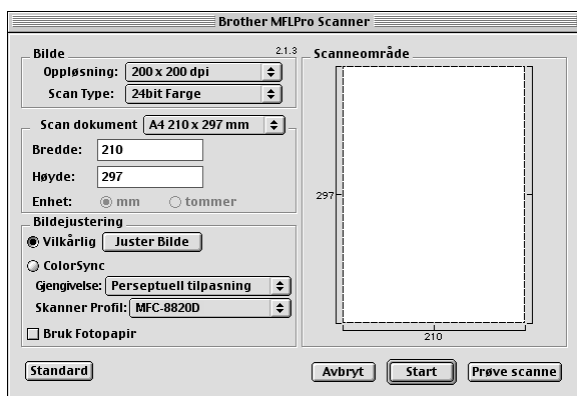 Brother MFLPro Scanner
Bilde
2.1.3
Oppløsning: 200 x 200 dpi
Scan Type: 24bit Farge
Scan dokument A4 210 x 297 mm
Bredde: 210
Høyde: 297
Enhet: mm tommer
Bildejustering
Vilkårlig Juster Bilde
ColorSync
Gjengivelse: Perseptuell tilpasning
Skanner Profil: MFC-8820D
Bruk Fotopapir
Scanneområde
297
210
Standard Avbryt Start Prøve scanne